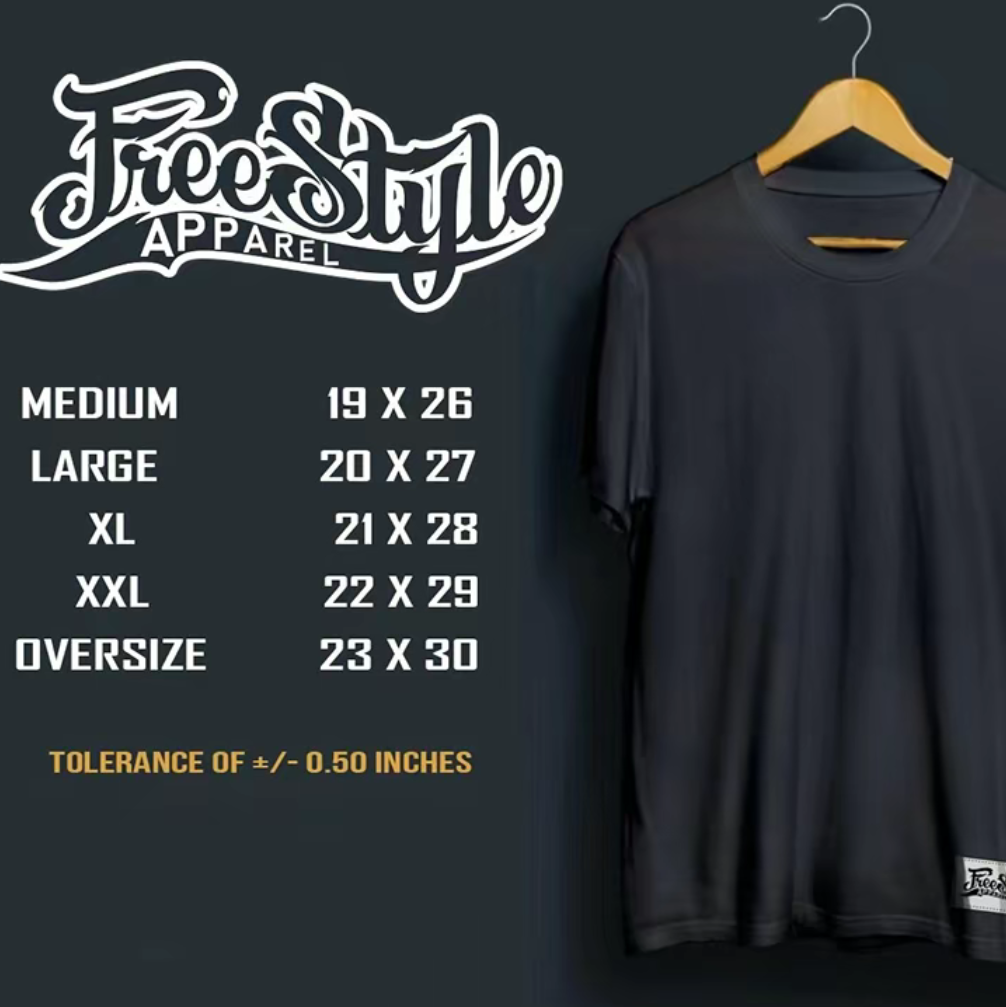 FreeStyle
APPAREL
MEDIUM 19 X 26
LARGE 20 X 27
XL 21 X 28
XXL 22 X 29
OVERSIZE 23 X 30
TOLERANCE OF ±/- 0.50 INCHES